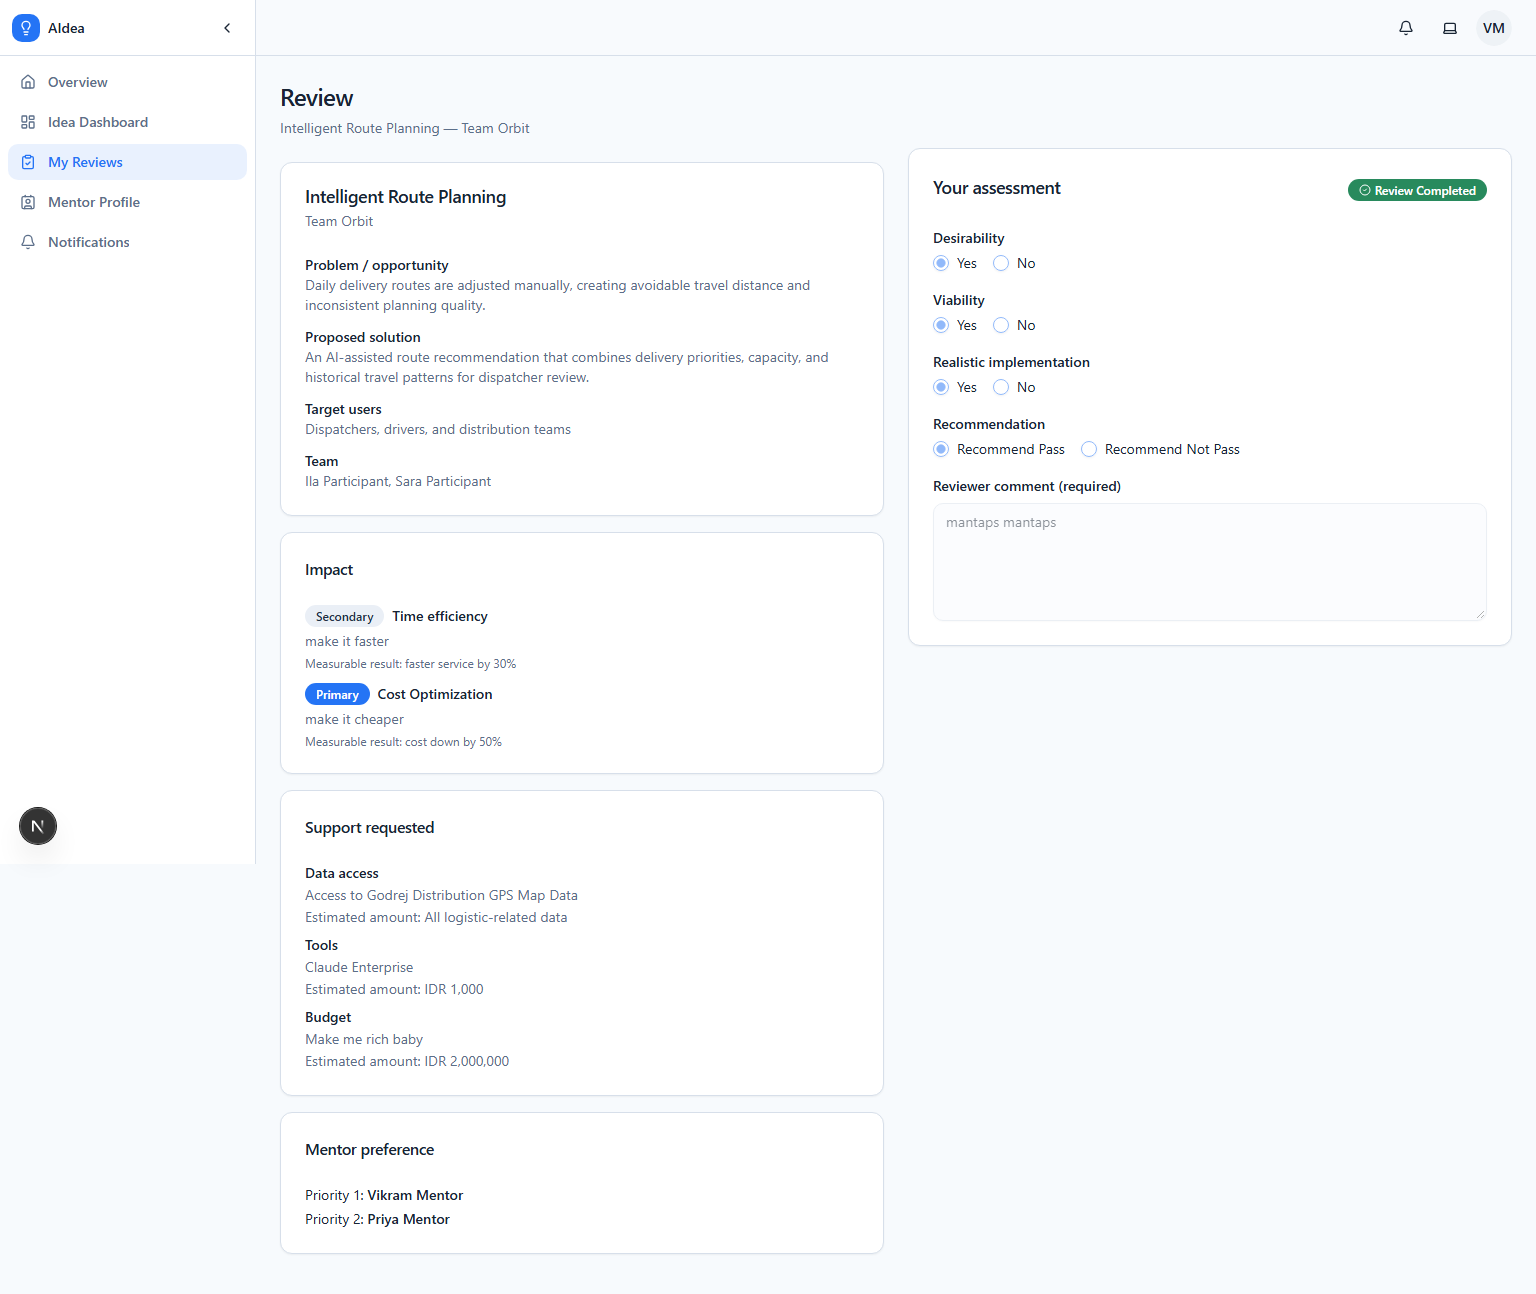 AIdea
VM
Overview
Idea Dashboard
My Reviews
Mentor Profile
Notifications
N
Review
Intelligent Route Planning — Team Orbit
Intelligent Route Planning
Team Orbit
Problem / opportunity
Daily delivery routes are adjusted manually, creating avoidable travel distance and
inconsistent planning quality.
Proposed solution
An AI-assisted route recommendation that combines delivery priorities, capacity, and
historical travel patterns for dispatcher review.
Target users
Dispatchers, drivers, and distribution teams
Team
Ila Participant, Sara Participant
Impact
Secondary Time efficiency
make it faster
Measurable result: faster service by 30%
Primary Cost Optimization
make it cheaper
Measurable result: cost down by 50%
Support requested
Data access
Access to Godrej Distribution GPS Map Data
Estimated amount: All logistic-related data
Tools
Claude Enterprise
Estimated amount: IDR 1,000
Budget
Make me rich baby
Estimated amount: IDR 2,000,000
Mentor preference
Priority 1: Vikram Mentor
Priority 2: Priya Mentor
Your assessment
Review Completed
Desirability
Yes No
Viability
Yes No
Realistic implementation
Yes No
Recommendation
Recommend Pass Recommend Not Pass
Reviewer comment (required)
mantaps mantaps